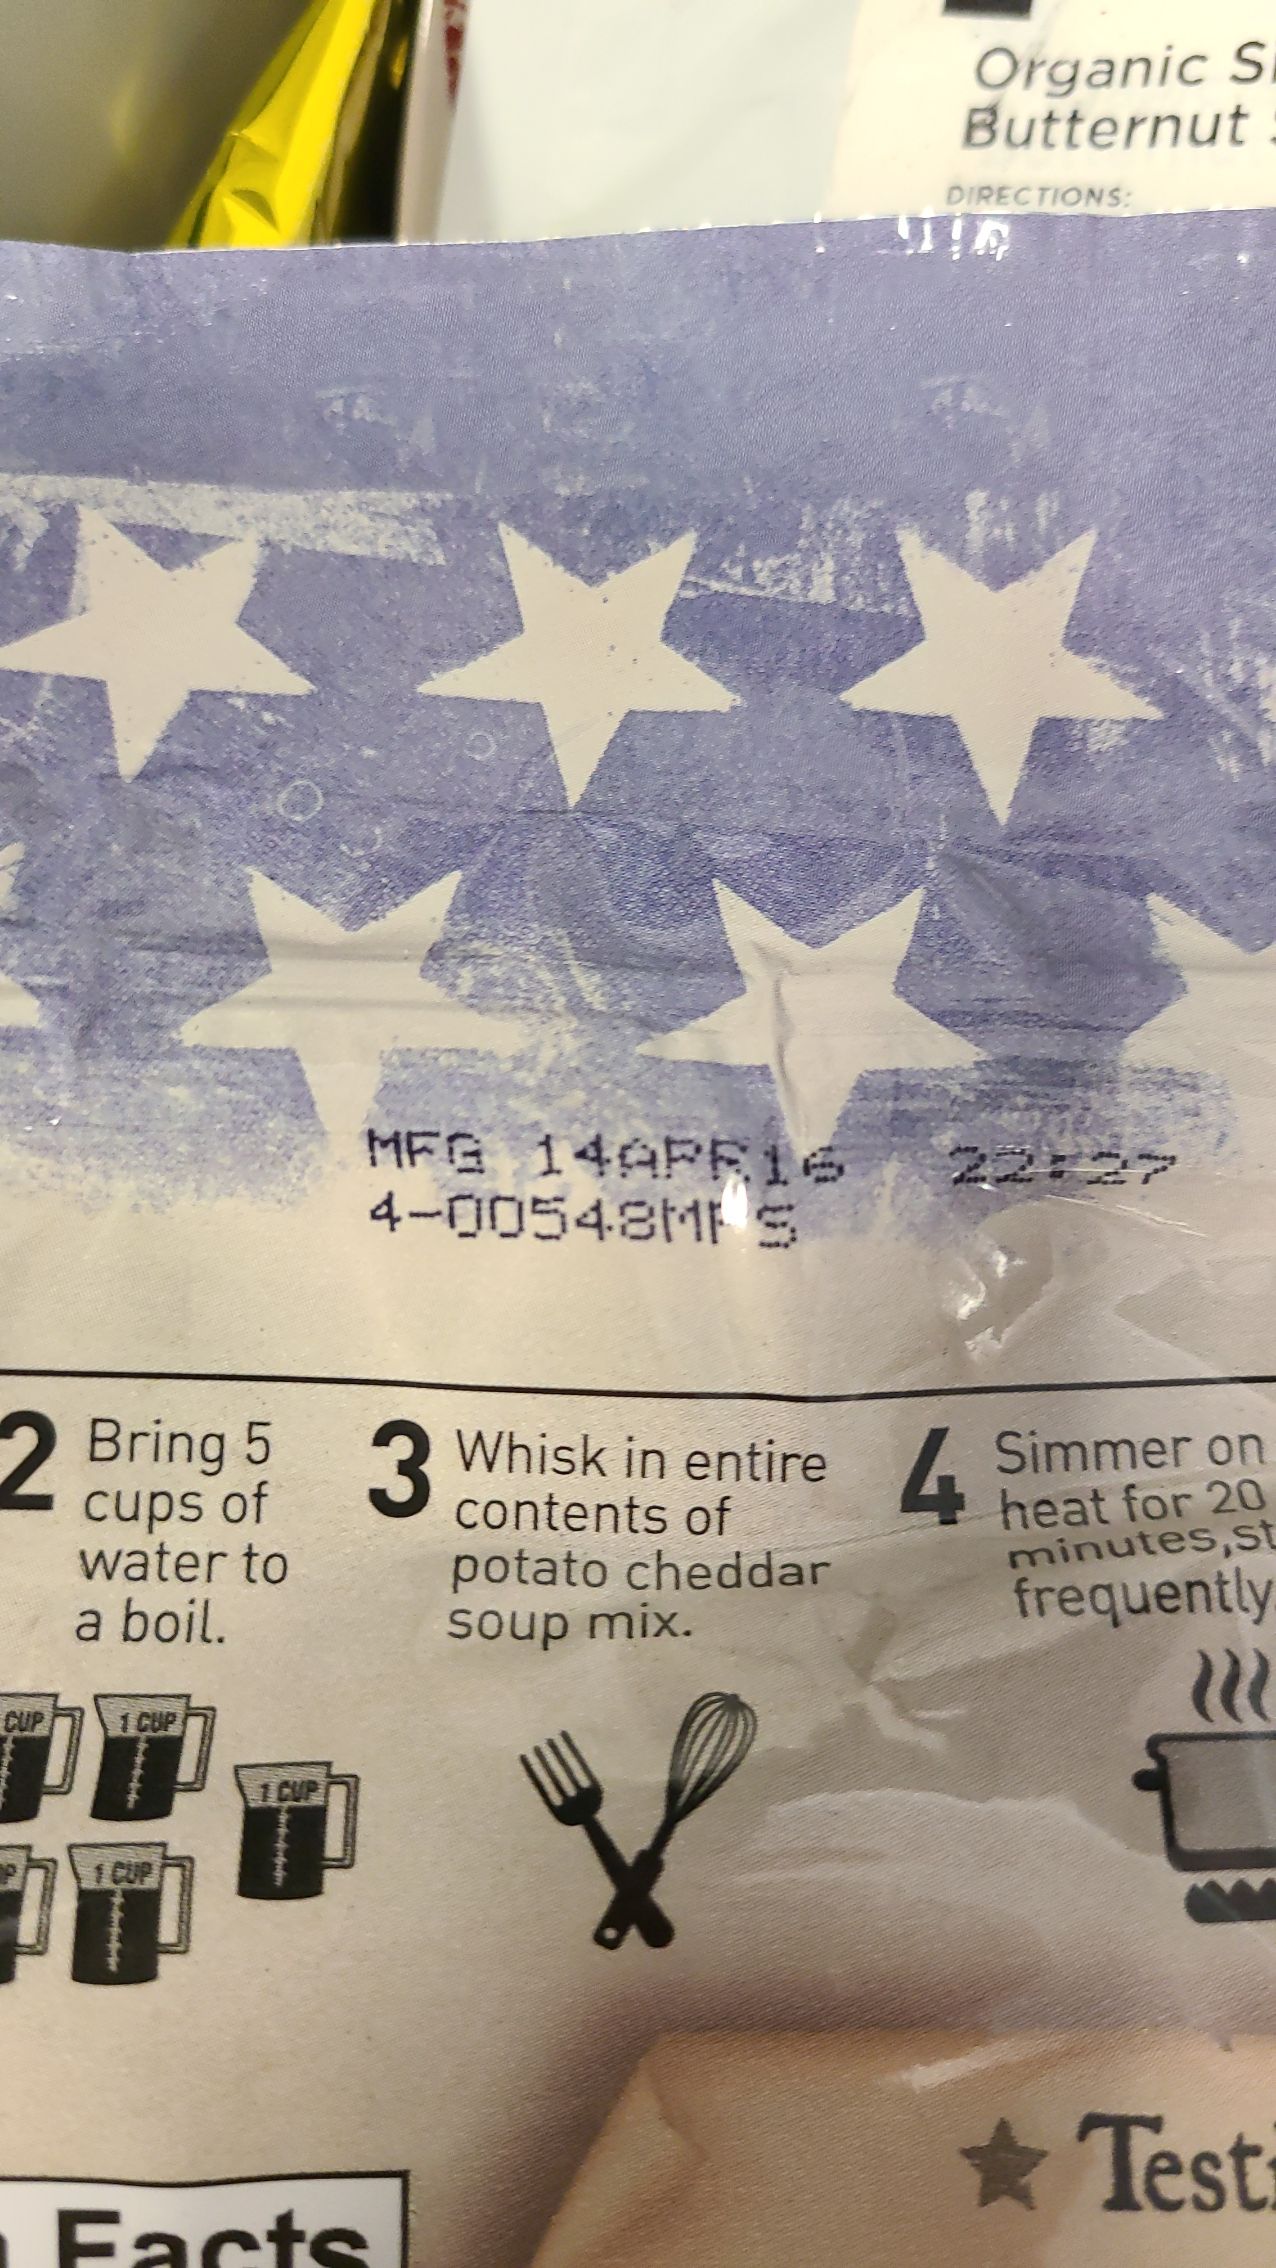 Organic
Butternut
DIRECTIONS:
MFG 14APR16 22:27
2 Bring 5
cups of
water to
a boil.
3 Whisk in entire
contents of
potato cheddar
soup mix.
4 Simmer on
heat for 20
minutes,st
frequently
CUP
1 CUP
1 CUP
1 CUP
Facts
Testi